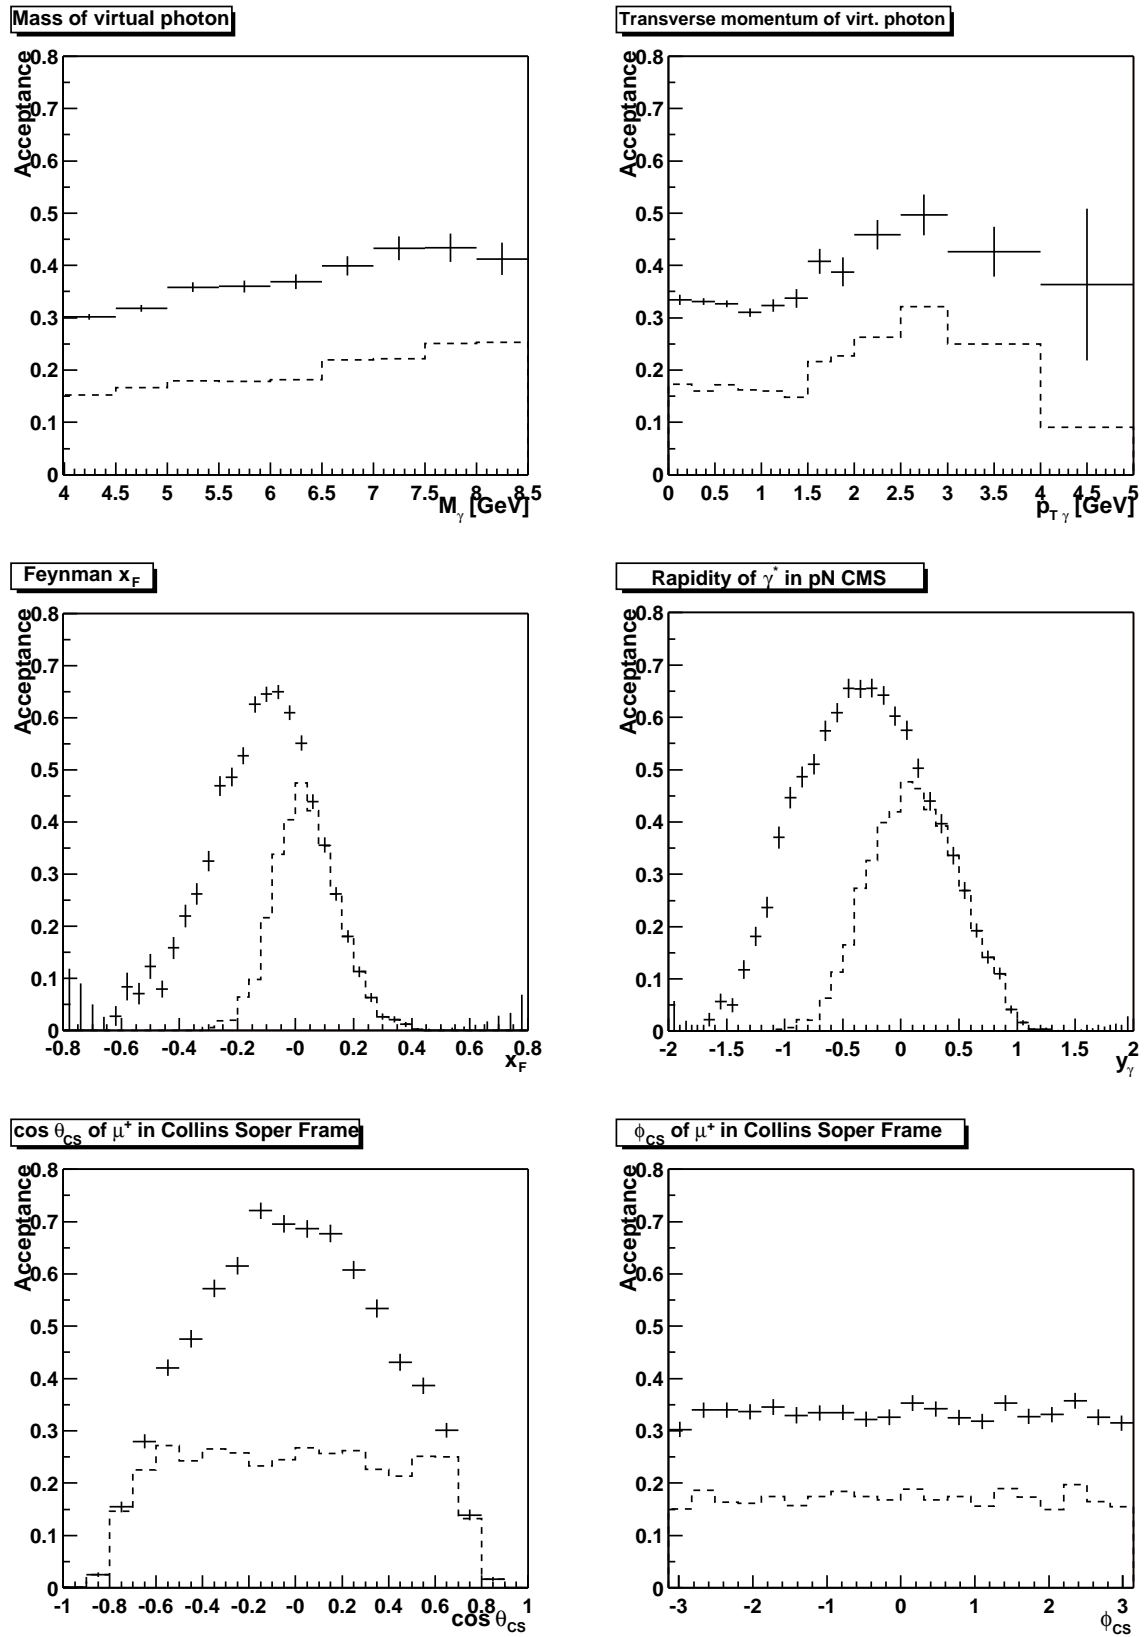 Mass of virtual photon
Acceptance
0.8
0.7
0.6
0.5
0.4
0.3
0.2
0.1
0
4 4.5 5 5.5 6 6.5 7 7.5 8 8.5
Mγ [GeV]
Transverse momentum of virt. photon
Acceptance
0.8
0.7
0.6
0.5
0.4
0.3
0.2
0.1
0
0 0.5 1 1.5 2 2.5 3 3.5 4 4.5 5
pT γ [GeV]
Feynman xF
Acceptance
0.8
0.7
0.6
0.5
0.4
0.3
0.2
0.1
0
-0.8 -0.6 -0.4 -0.2 -0 0.2 0.4 0.6 0.8
xF
Rapidity of γ* in pN CMS
Acceptance
0.8
0.7
0.6
0.5
0.4
0.3
0.2
0.1
0
-2 -1.5 -1 -0.5 0 0.5 1 1.5 2
yγ
cos θCS of μ+ in Collins Soper Frame
Acceptance
0.8
0.7
0.6
0.5
0.4
0.3
0.2
0.1
0
-1 -0.8 -0.6 -0.4 -0.2 -0 0.2 0.4 0.6 0.8 1
cos θCS
ϕCS of μ+ in Collins Soper Frame
Acceptance
0.8
0.7
0.6
0.5
0.4
0.3
0.2
0.1
0
-3 -2 -1 0 1 2 3
ϕCS